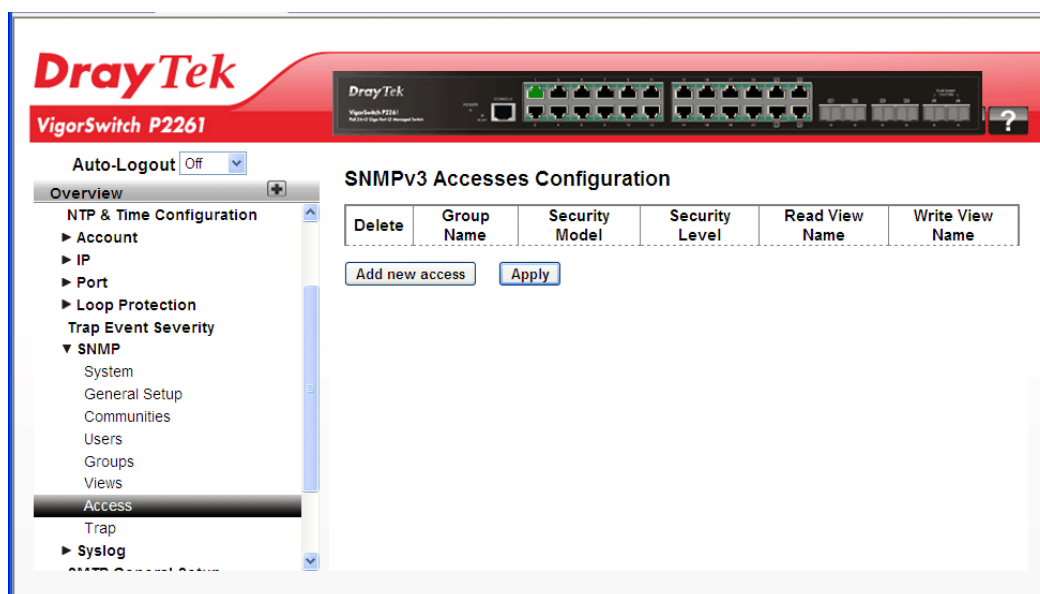 DrayTek
VigorSwitch P2261
DrayTek
VigorSwitch P2261
?
Auto-Logout Off
Overview
NTP & Time Configuration
Account
IP
Port
Loop Protection
Trap Event Severity
SNMP
System
General Setup
Communities
Users
Groups
Views
Access
Trap
Syslog
SNMPv3 Accesses Configuration
Delete Group Name Security Model Security Level Read View Name Write View Name
Add new access Apply